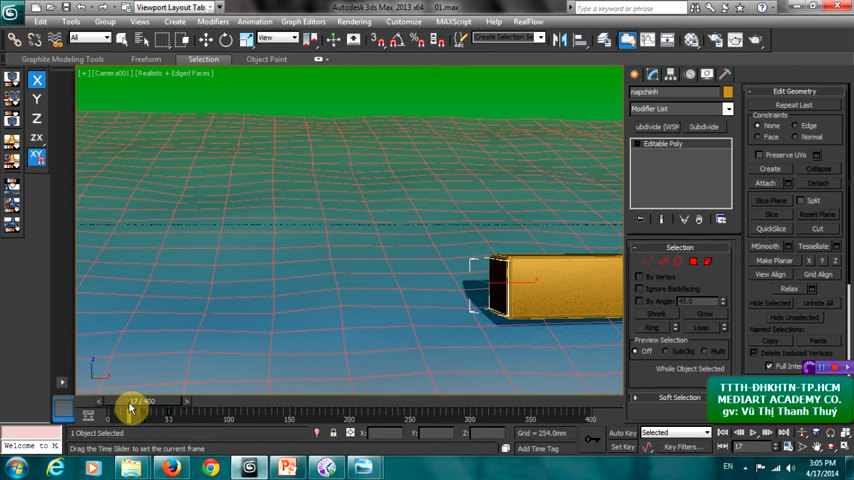 Viewport Layout Tab
Autodesk 3ds Max 2013 x64 01.max
Type a keyword or phrase
Edit Tools Group Views Create Modifiers Animation Graph Editors Rendering Customize MAXScript Help RealFlow
All View Create Selection Se
Graphite Modeling Tools Freeform Selection Object Paint
X
Y
Z
ZX
XY
[+] [Camera001] [Realistic + Edged Faces]
napchinh
Modifier List
ubdivide (WSM Subdivide
Editable Poly
Selection
By Vertex
Ignore Backfacing
By Angle: 45.0
Shrink Grow
Ring Loop
Preview Selection
Off SubObj Multi
Whole Object Selected
Soft Selection
Edit Geometry
Repeat Last
Constraints
None Edge
Face Normal
Preserve UVs
Create Collapse
Attach Detach
Slice Plane Split
Slice Reset Plane
QuickSlice Cut
MSmooth Tessellate
Make Planar X Y Z
View Align Grid Align
Relax
Hide Selected Unhide All
Hide Unselected
Named Selections:
Copy Paste
Delete Isolated Vertices
Full Inter
TTTH-ĐHKHTN-TP.HCM
MEDIART ACADEMY CO.
gv: Vũ Thị Thanh Thuý
z
x
x
< 17 / 400 >
0 50 100 150 200 250 300 350 400
1 Object Selected X: Y: Z: Grid = 254.0mm Auto Key Selected
Welcome to M Drag the Time Slider to set the current frame Add Time Tag Set Key Key Filters... 17
EN 3:05 PM
4/17/2014